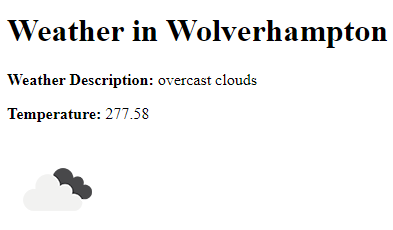 Weather in Wolverhampton
Weather Description: overcast clouds
Temperature: 277.58